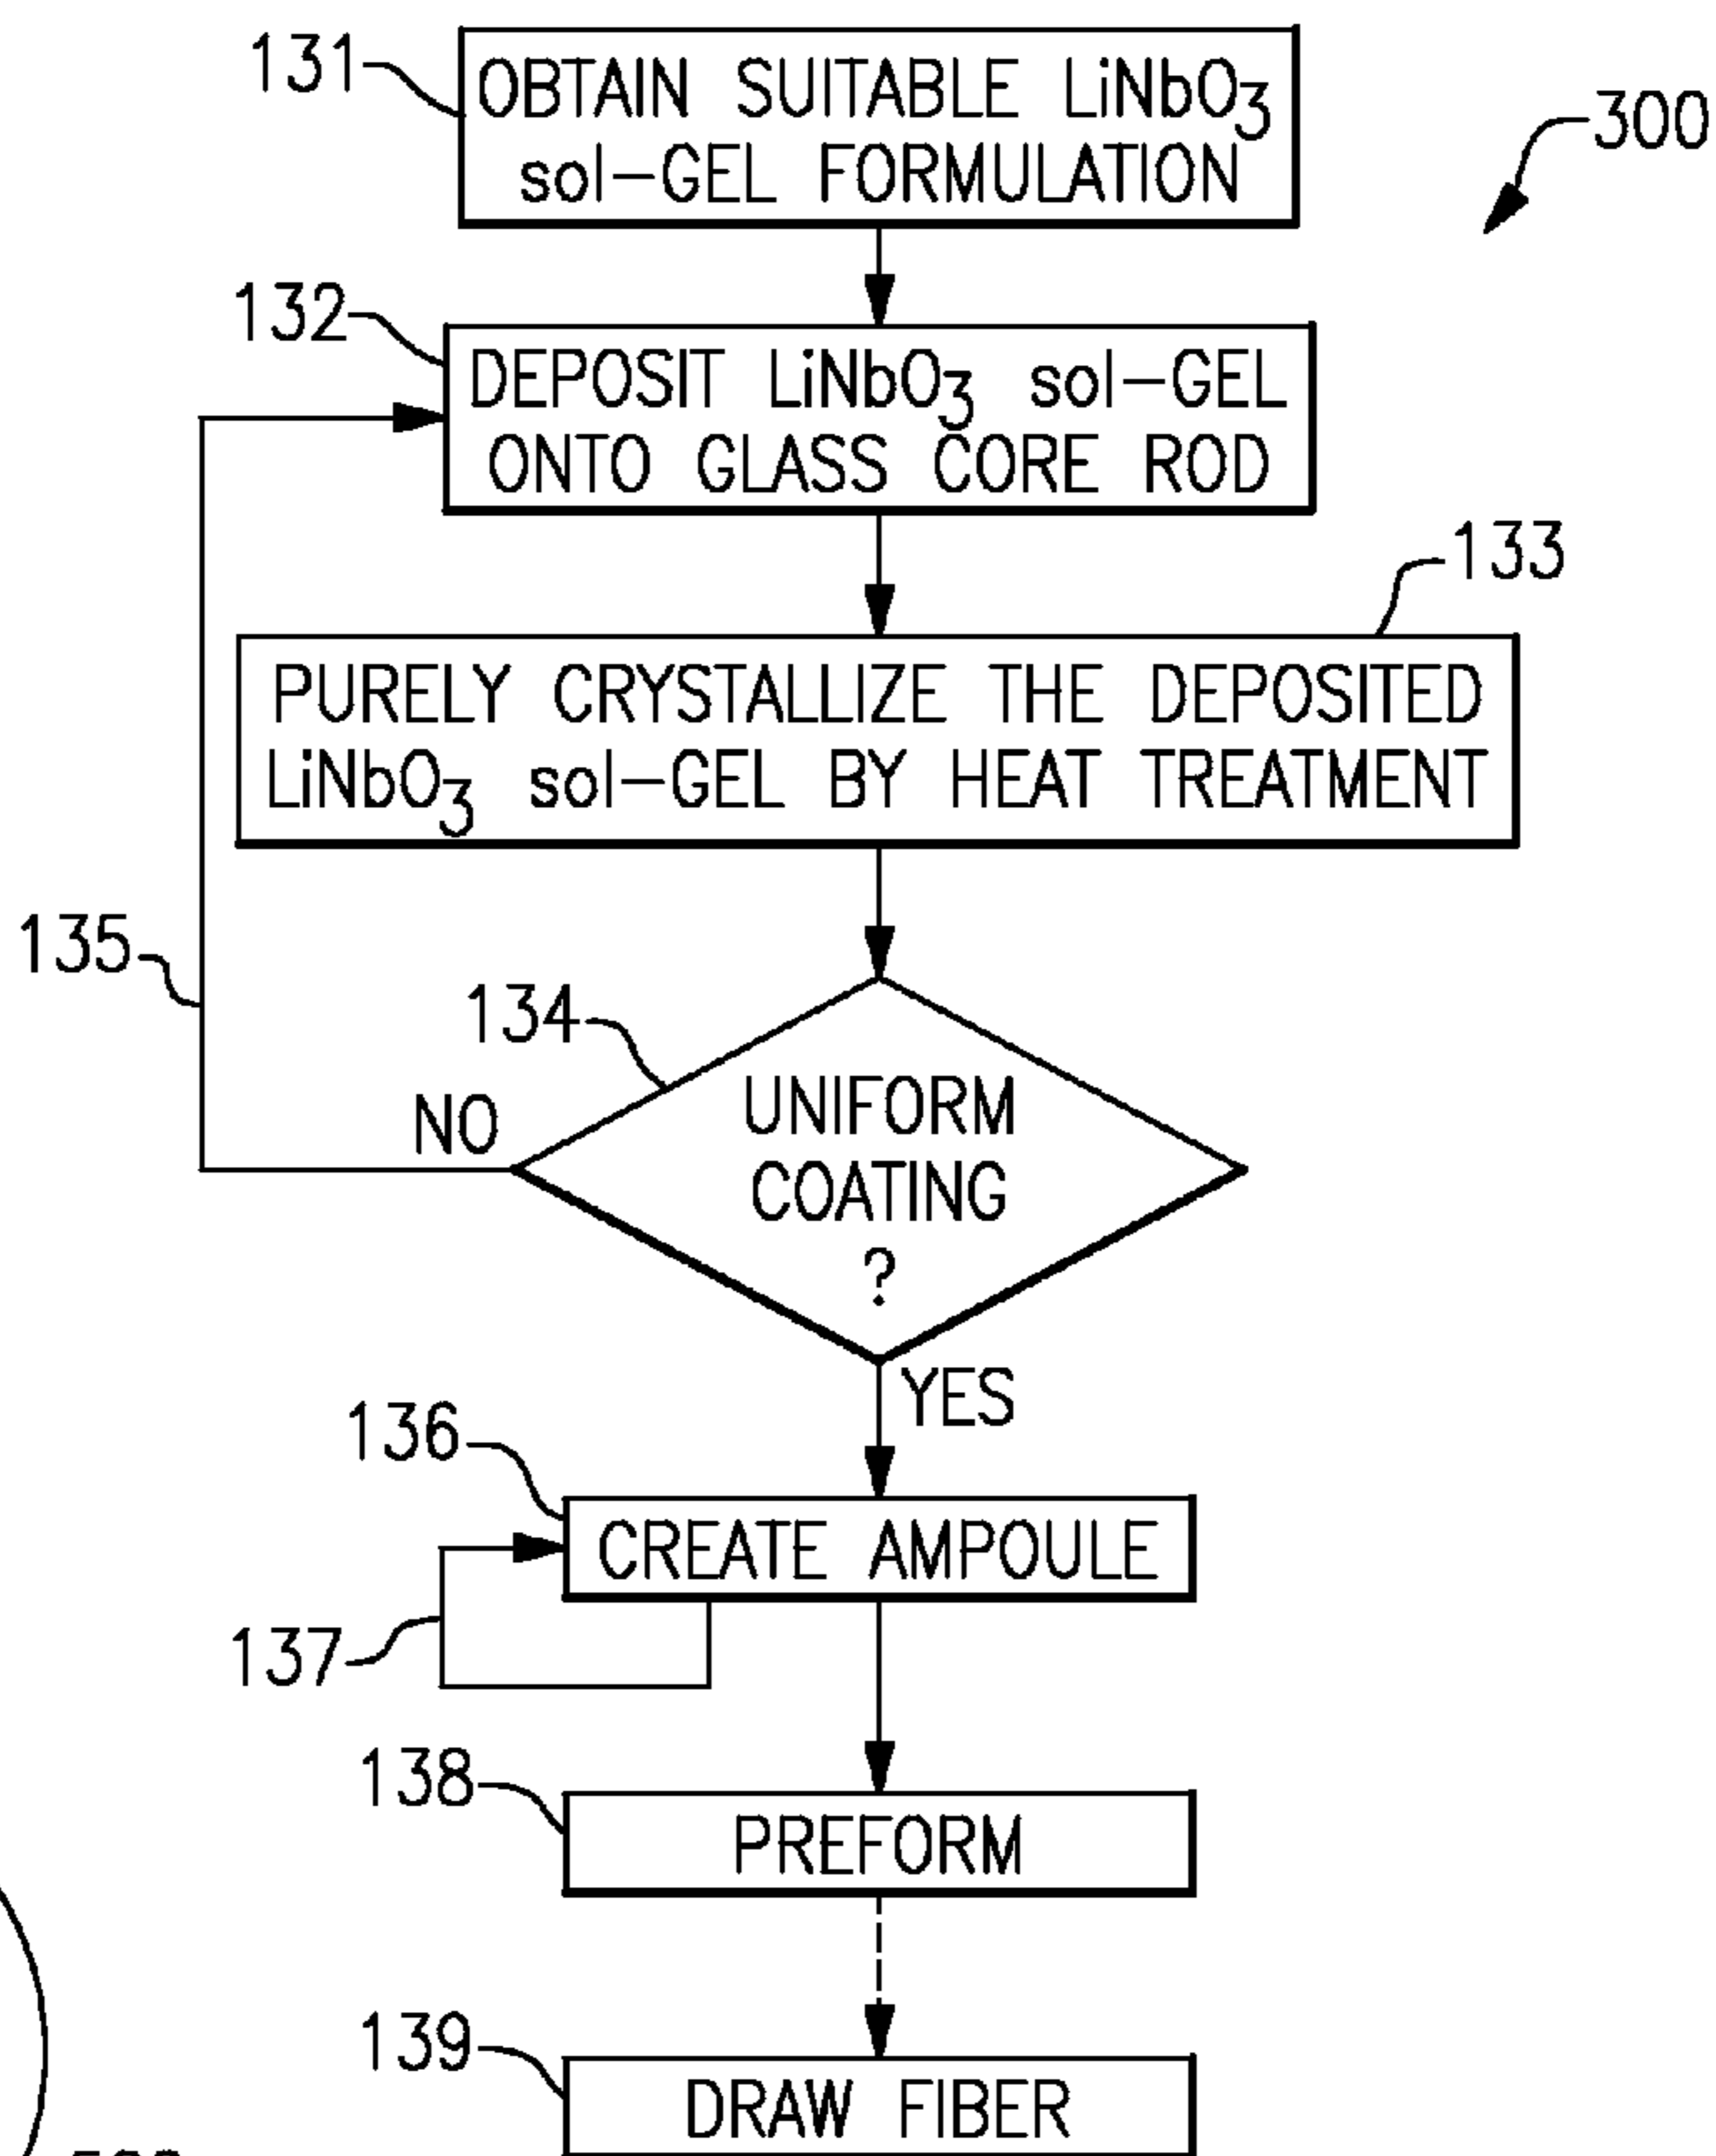 131
OBTAIN SUITABLE LiNbO3
sol-GEL FORMULATION
300
132
DEPOSIT LiNbO3 sol-GEL
ONTO GLASS CORE ROD
133
PURELY CRYSTALLIZE THE DEPOSITED
LiNbO3 sol-GEL BY HEAT TREATMENT
135
134
NO
UNIFORM
COATING
?
YES
136
CREATE AMPOULE
137
138
PREFORM
139
DRAW FIBER